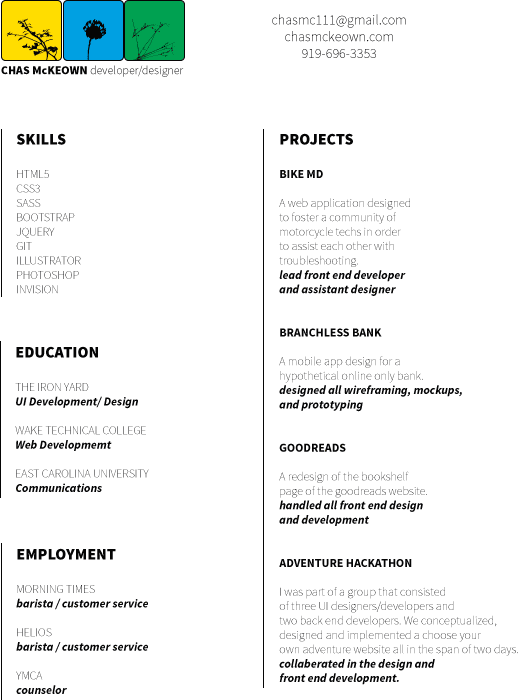 chasmc111@gmail.com
chasmckeown.com
919-696-3353
CHAS McKEOWN developer/designer
SKILLS
HTML5
CSS3
SASS
BOOTSTRAP
JQUERY
GIT
ILLUSTRATOR
PHOTOSHOP
INVISION
EDUCATION
THE IRON YARD
UI Development/ Design
WAKE TECHNICAL COLLEGE
Web Developmemt
EAST CAROLINA UNIVERSITY
Communications
EMPLOYMENT
MORNING TIMES
barista / customer service
HELIOS
barista / customer service
YMCA
counselor
PROJECTS
BIKE MD
A web application designed
to foster a community of
motorcycle techs in order
to assist each other with
troubleshooting.
lead front end developer
and assistant designer
BRANCHLESS BANK
A mobile app design for a
hypothetical online only bank.
designed all wireframing, mockups,
and prototyping
GOODREADS
A redesign of the bookshelf
page of the goodreads website.
handled all front end design
and development
ADVENTURE HACKATHON
I was part of a group that consisted
of three UI designers/developers and
two back end developers. We conceptualized,
designed and implemented a choose your
own adventure website all in the span of two days.
collaberated in the design and
front end development.